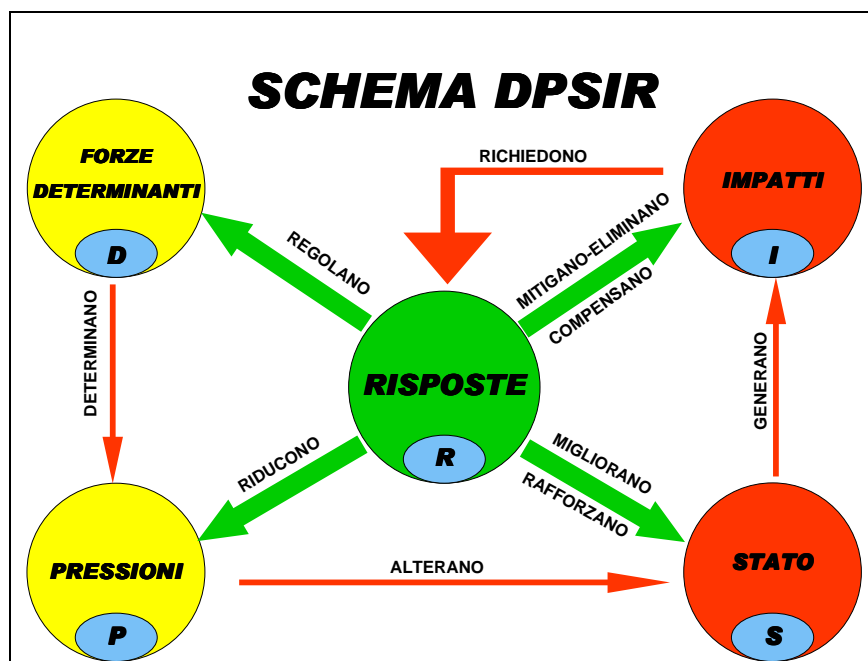 SCHEMA DPSIR
FORZE
DETERMINANTI
D
RICHIEDONO
IMPATTI
I
REGOLANO
MITIGANO-ELIMINANO
COMPENSANO
DETERMINANO
RISPOSTE
R
GENERANO
RIDUCONO
MIGLIORANO
RAFFORZANO
PRESSIONI
P
ALTERANO
STATO
S